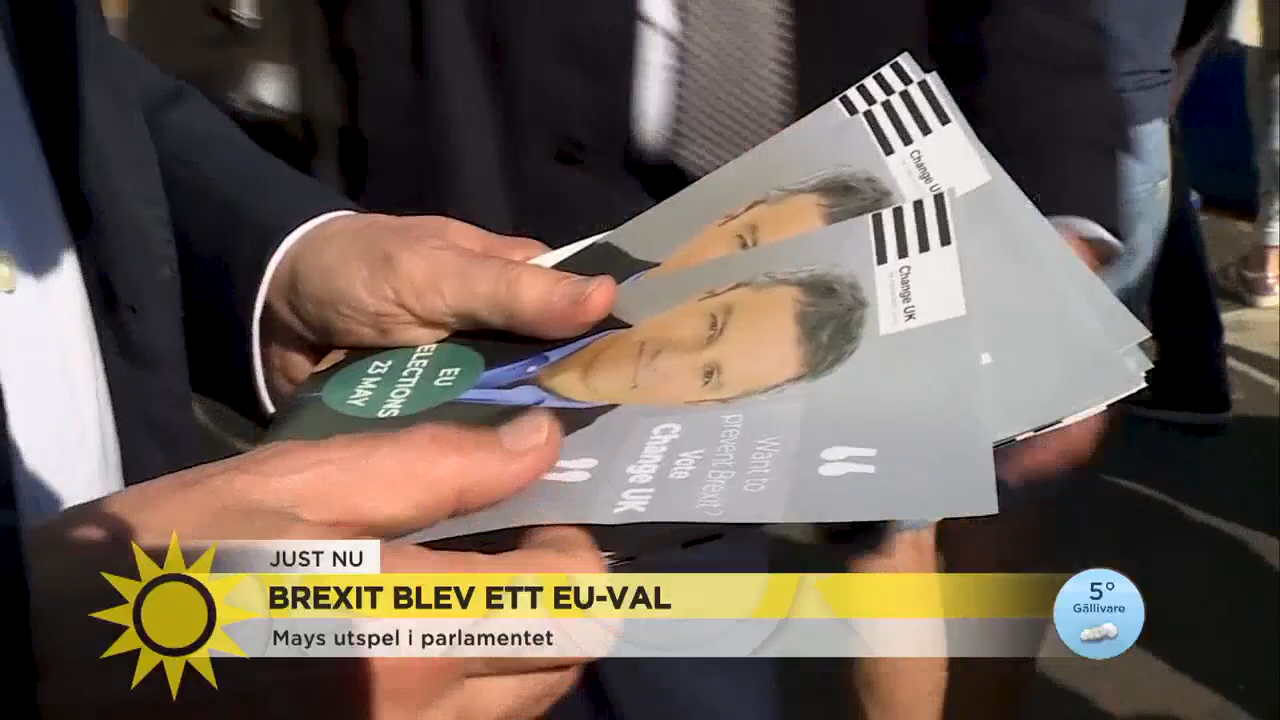 Change U
Change UK
EU
ELECTIONS
23 MAY
“
Want to
prevent Brexit?
Vote
Change UK
”
JUST NU
BREXIT BLEV ETT EU-VAL
Mays utspel i parlamentet
5°
Gällivare